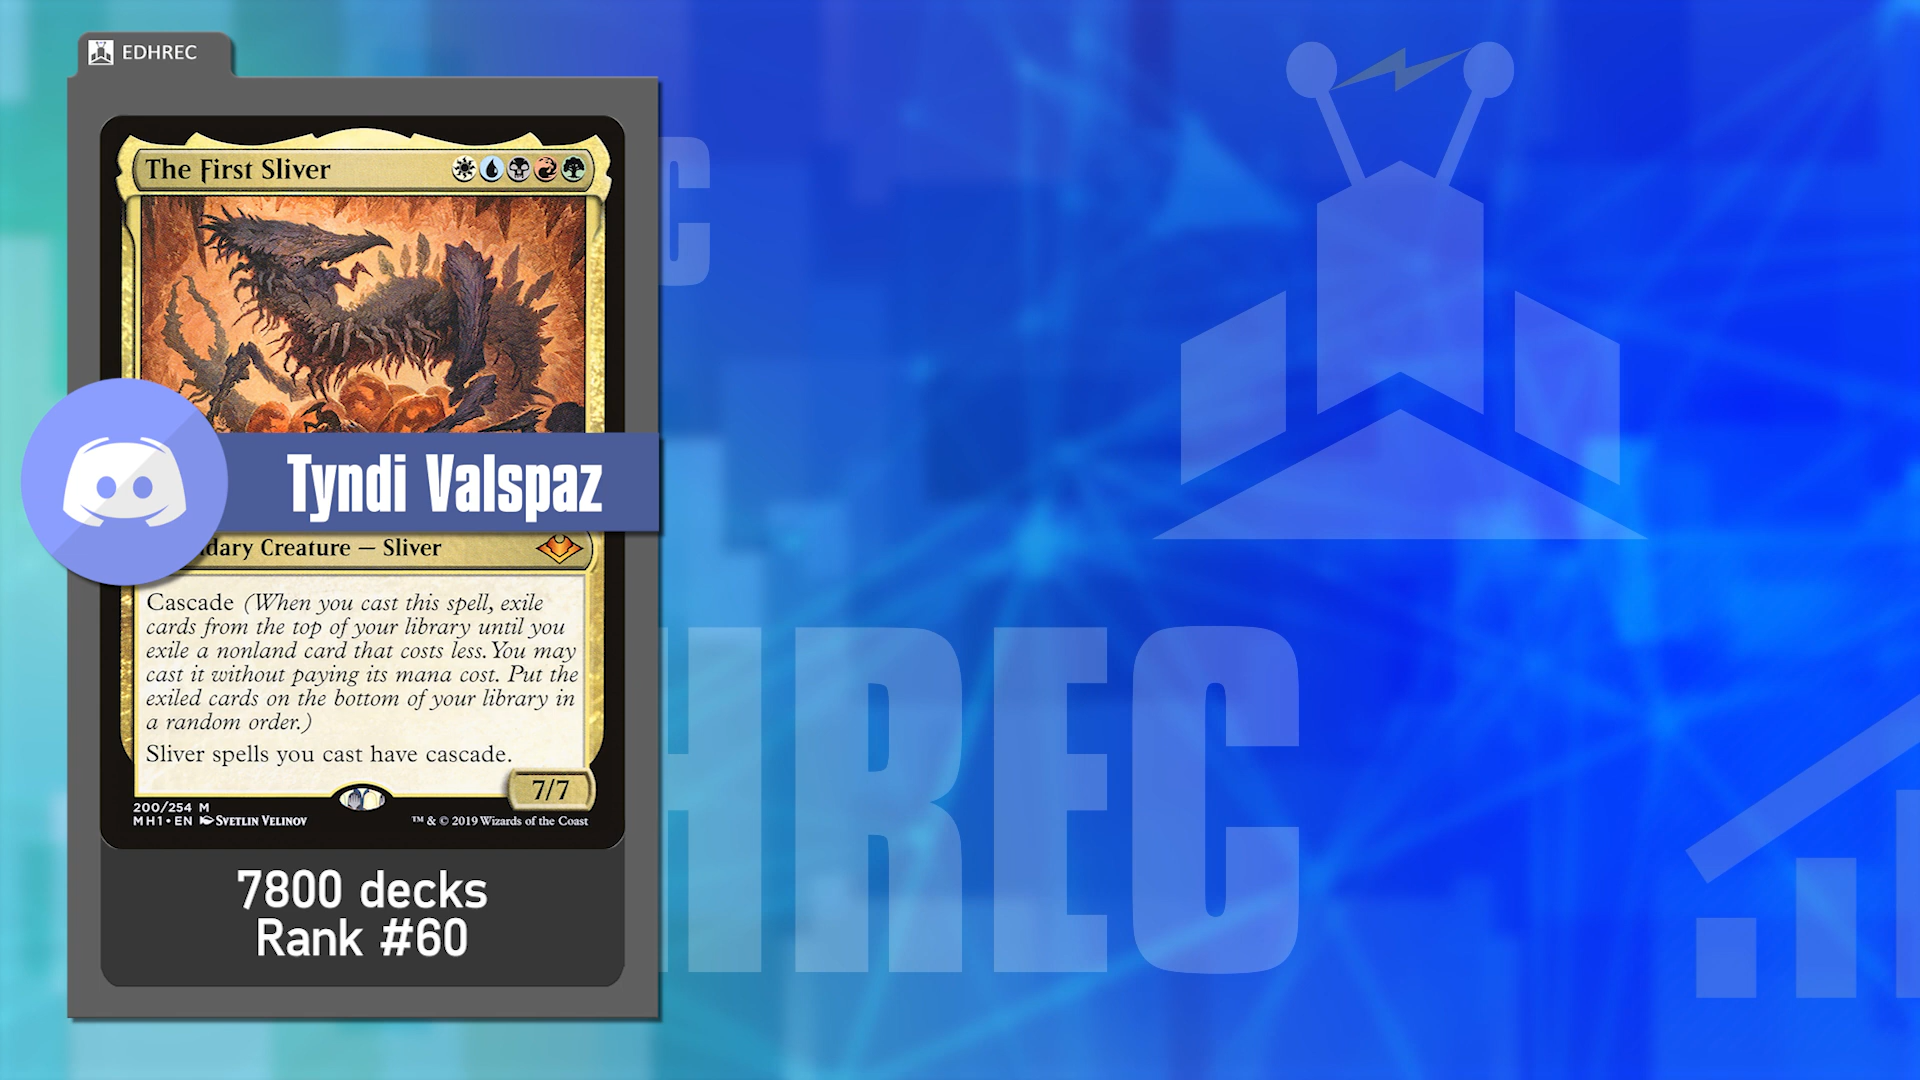 EDHREC
The First Sliver
Tyndi Valspaz
dary Creature — Sliver
Cascade (When you cast this spell, exile
cards from the top of your library until you
exile a nonland card that costs less. You may
cast it without paying its mana cost. Put the
exiled cards on the bottom of your library in
a random order.)
Sliver spells you cast have cascade.
7/7
200/254 M
MH1 • EN Svetlin Velinov
™ & © 2019 Wizards of the Coast
7800 decks
Rank #60
C
HREC